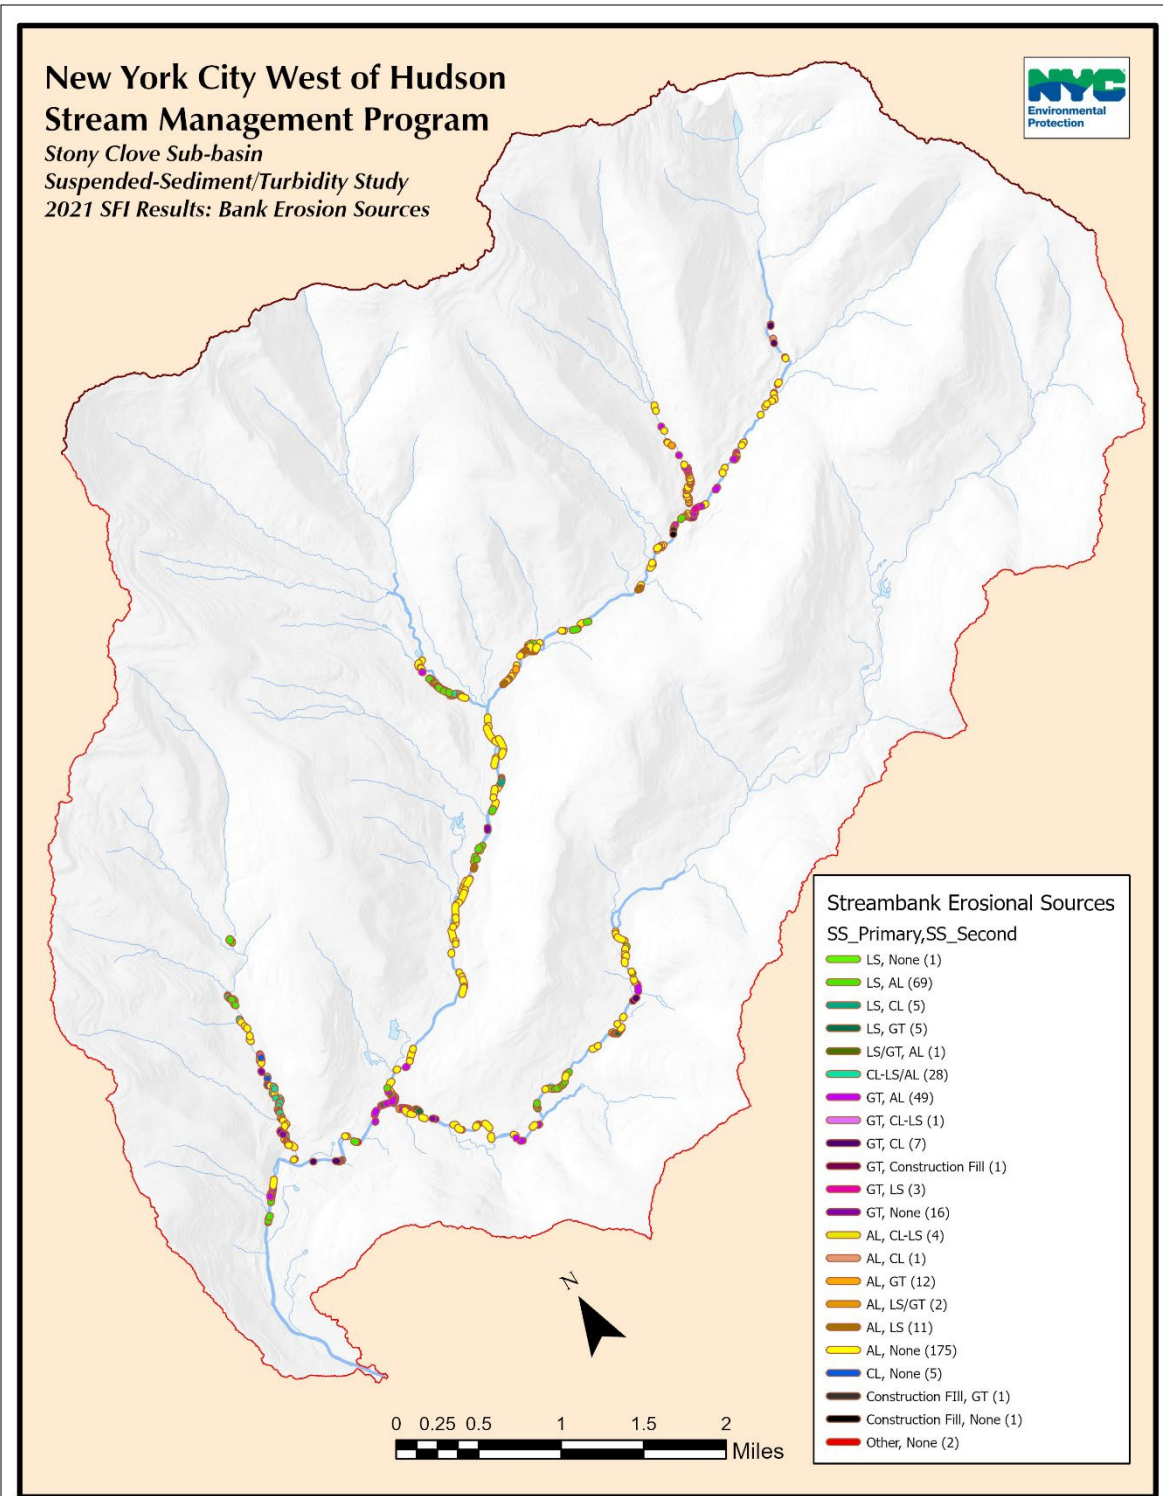 New York City West of Hudson
Stream Management Program
Stony Clove Sub-basin
Suspended-Sediment/Turbidity Study
2021 SFI Results: Bank Erosion Sources
NYC
Environmental
Protection
Streambank Erosional Sources
SS_Primary,SS_Second
LS, None (1)
LS, AL (69)
LS, CL (5)
LS, GT (5)
LS/GT, AL (1)
CL-LS/AL (28)
GT, AL (49)
GT, CL-LS (1)
GT, CL (7)
GT, Construction Fill (1)
GT, LS (3)
GT, None (16)
AL, CL-LS (4)
AL, CL (1)
AL, GT (12)
AL, LS/GT (2)
AL, LS (11)
AL, None (175)
CL, None (5)
Construction FIll, GT (1)
Construction Fill, None (1)
Other, None (2)
N
0 0.25 0.5 1 1.5 2
Miles